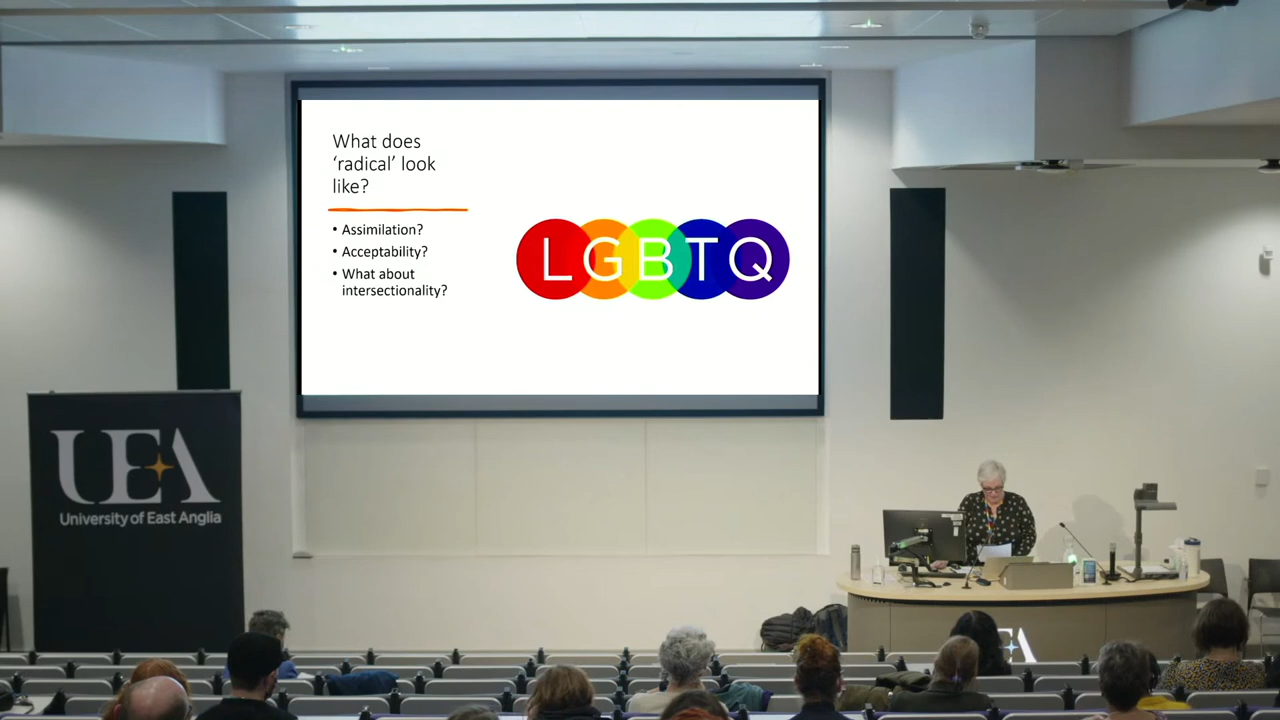 What does
‘radical’ look
like?
• Assimilation?
• Acceptability?
• What about
intersectionality?
LGBTQ
UEA
University of East Anglia